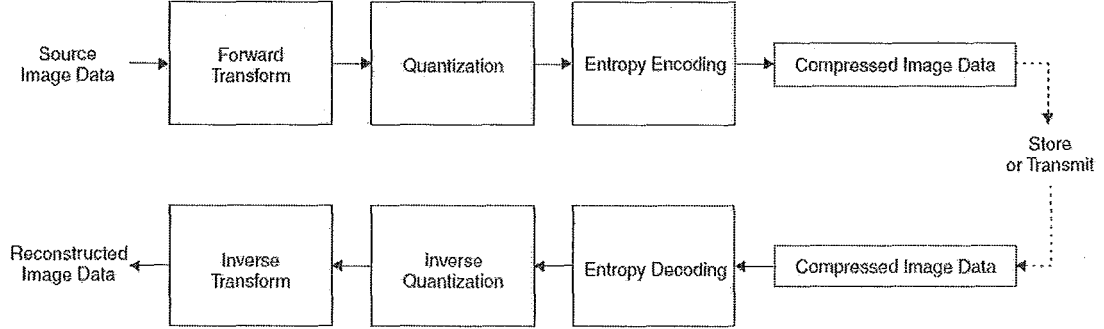 Source
Image Data
Forward
Transform
Quantization
Entropy Encoding
Compressed Image Data
Store
or Transmit
Reconstructed
Image Data
Inverse
Transform
Inverse
Quantization
Entropy Decoding
Compressed Image Data